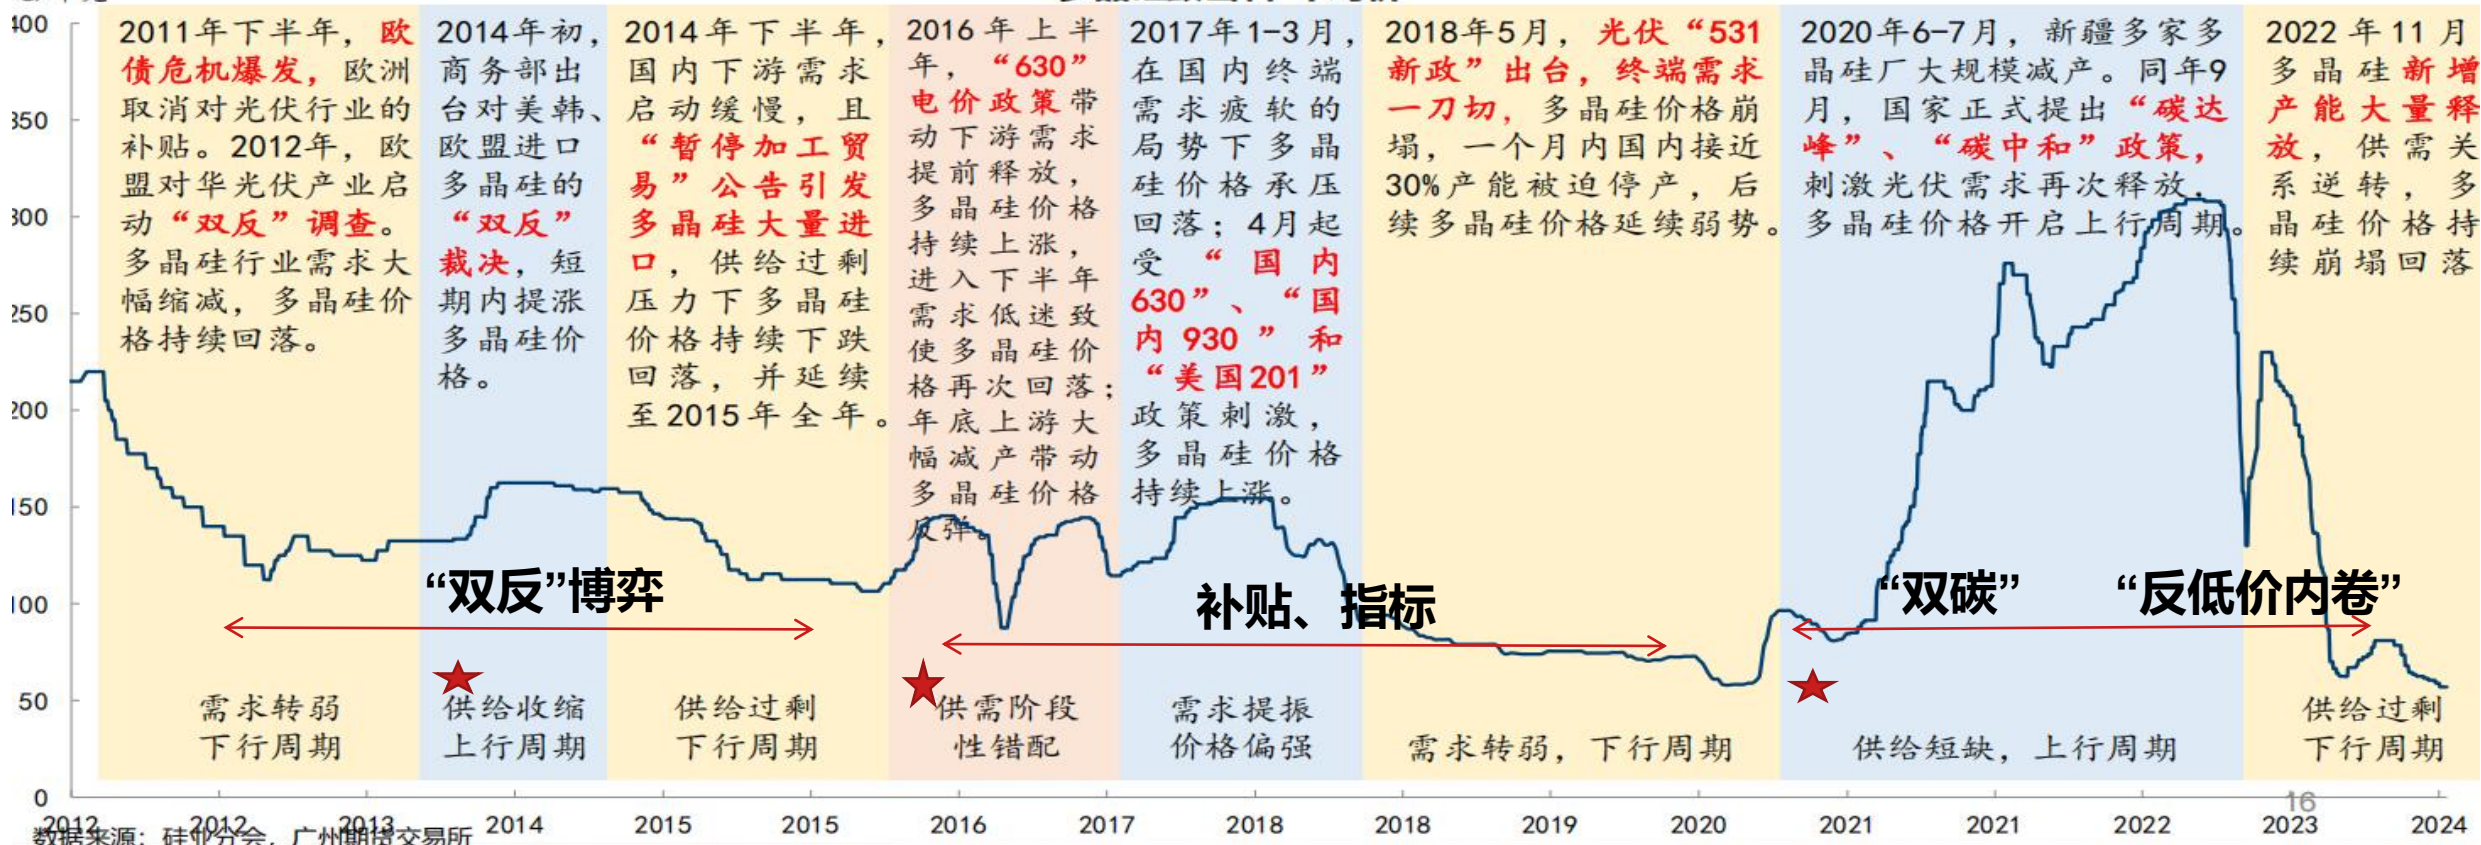 400
350
300
250
200
150
100
50
0
2011年下半年，欧
债危机爆发，欧洲
取消对光伏行业的
补贴。2012年，欧
盟对华光伏产业启
动“双反”调查。
多晶硅行业需求大
幅缩减，多晶硅价
格持续回落。
2014年初，
商务部出
台对美韩、
欧盟进口
多晶硅的
“双反”
裁决，短
期内提涨
多晶硅价
格。
2014年下半年，
国内下游需求
启动缓慢，且
“暂停加工贸
易”公告引发
多晶硅大量进
口，供给过剩
压力下多晶硅
价格持续下跌
回落，并延续
至2015年全年。
2016年上半
年，“630”
电价政策带
动下游需求
提前释放，
多晶硅价格
持续上涨，
进入下半年
需求低迷致
使多晶硅价
格再次回落；
年底上游大
幅减产带动
多晶硅价格
反弹。
2017年1-3月，
在国内终端
需求疲软的
局势下多晶
硅价格承压
回落；4月起
受“国内
630”、“国
内930”和
“美国201”
政策刺激，
多晶硅价格
持续上涨。
2018年5月，光伏“531
新政”出台，终端需求
一刀切，多晶硅价格崩
塌，一个月内国内接近
30%产能被迫停产，后
续多晶硅价格延续弱势。
2020年6-7月，新疆多家多
晶硅厂大规模减产。同年9
月，国家正式提出“碳达
峰”、“碳中和”政策，
刺激光伏需求再次释放，
多晶硅价格开启上行周期。
2022年11月
多晶硅新增
产能大量释
放，供需关
系逆转，多
晶硅价格持
续崩塌回落
“双反”博弈
补贴、指标
“双碳”
“反低价内卷”
需求转弱
下行周期
供给收缩
上行周期
供给过剩
下行周期
供需阶段
性错配
需求提振
价格偏强
需求转弱，下行周期
供给短缺，上行周期
供给过剩
下行周期
16
2012 2012 2013 2014 2015 2015 2016 2017 2018 2018 2019 2020 2021 2021 2022 2023 2024
数据来源：硅业分会，广州期货交易所